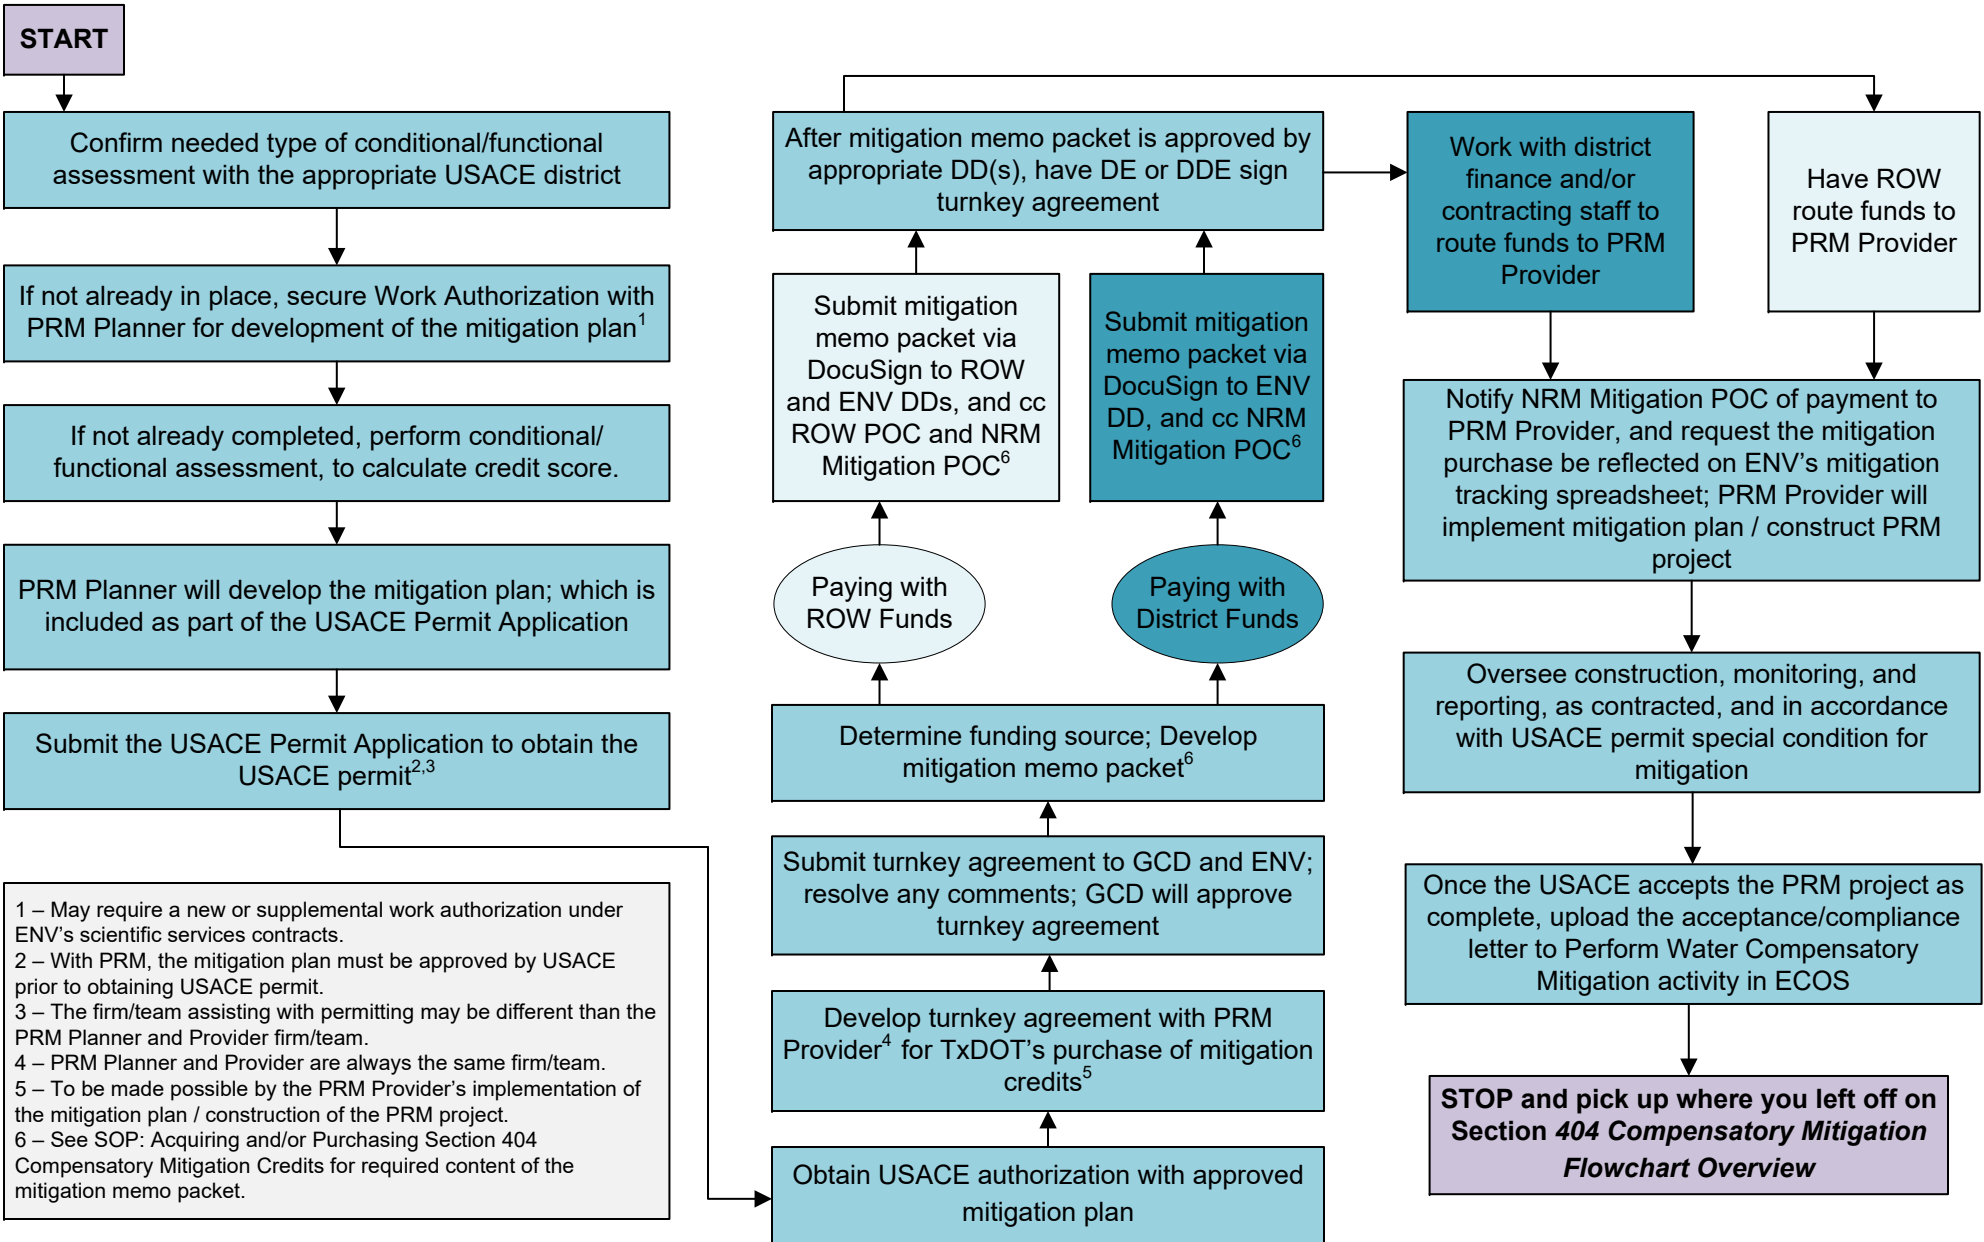 START
Confirm needed type of conditional/functional
assessment with the appropriate USACE district
If not already in place, secure Work Authorization with
PRM Planner for development of the mitigation plan1
If not already completed, perform conditional/
functional assessment, to calculate credit score.
PRM Planner will develop the mitigation plan; which is
included as part of the USACE Permit Application
Submit the USACE Permit Application to obtain the
USACE permit2,3
1 – May require a new or supplemental work authorization under
ENV’s scientific services contracts.
2 – With PRM, the mitigation plan must be approved by USACE
prior to obtaining USACE permit.
3 – The firm/team assisting with permitting may be different than the
PRM Planner and Provider firm/team.
4 – PRM Planner and Provider are always the same firm/team.
5 – To be made possible by the PRM Provider’s implementation of
the mitigation plan / construction of the PRM project.
6 – See SOP: Acquiring and/or Purchasing Section 404
Compensatory Mitigation Credits for required content of the
mitigation memo packet.
Obtain USACE authorization with approved
mitigation plan
Develop turnkey agreement with PRM
Provider4 for TxDOT’s purchase of mitigation
credits5
Submit turnkey agreement to GCD and ENV;
resolve any comments; GCD will approve
turnkey agreement
Determine funding source; Develop
mitigation memo packet6
Paying with
ROW Funds
Paying with
District Funds
Submit mitigation
memo packet via
DocuSign to ROW
and ENV DDs, and cc
ROW POC and NRM
Mitigation POC6
Submit mitigation
memo packet via
DocuSign to ENV
DD, and cc NRM
Mitigation POC6
After mitigation memo packet is approved by
appropriate DD(s), have DE or DDE sign
turnkey agreement
Work with district
finance and/or
contracting staff to
route funds to PRM
Provider
Have ROW
route funds to
PRM Provider
Notify NRM Mitigation POC of payment to
PRM Provider, and request the mitigation
purchase be reflected on ENV’s mitigation
tracking spreadsheet; PRM Provider will
implement mitigation plan / construct PRM
project
Oversee construction, monitoring, and
reporting, as contracted, and in accordance
with USACE permit special condition for
mitigation
Once the USACE accepts the PRM project as
complete, upload the acceptance/compliance
letter to Perform Water Compensatory
Mitigation activity in ECOS
STOP and pick up where you left off on
Section 404 Compensatory Mitigation
Flowchart Overview